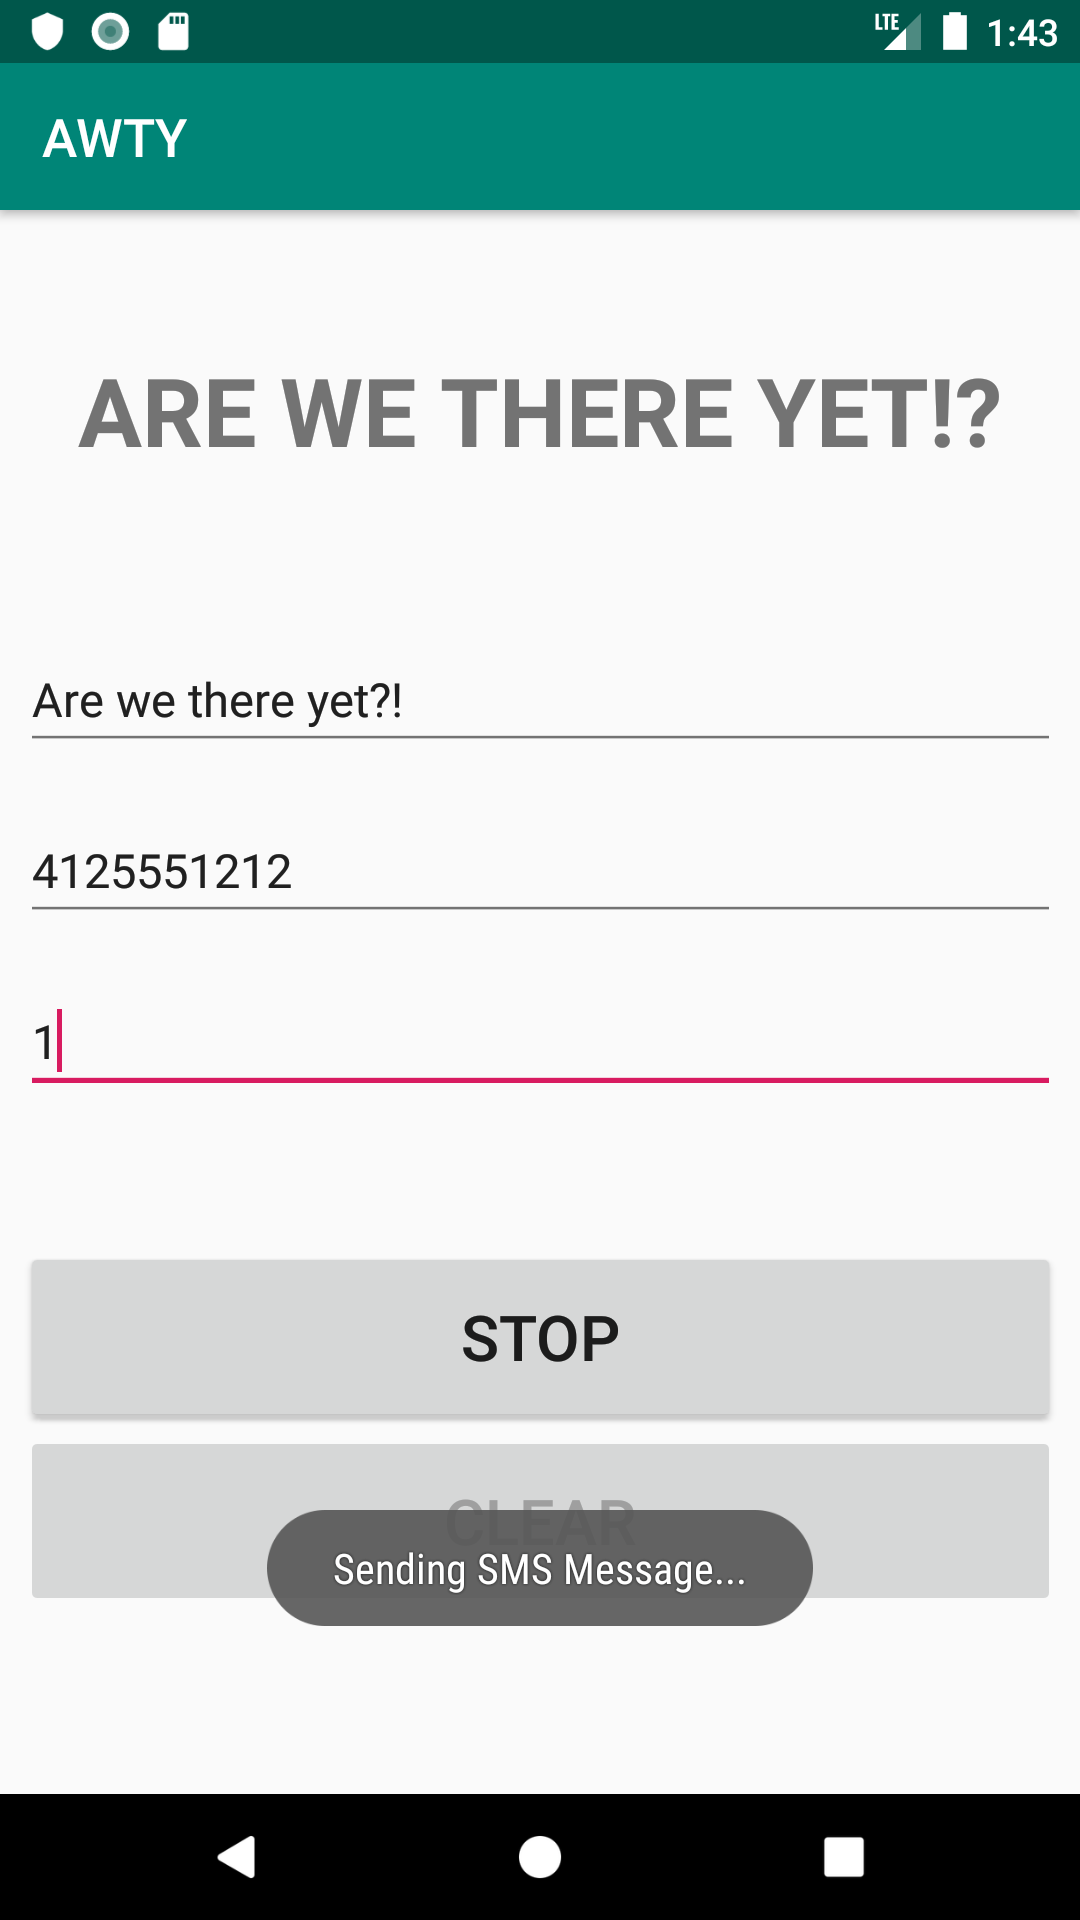 LTE 1:43
AWTY
ARE WE THERE YET!?
Are we there yet?!
4125551212
1
STOP
CLEAR
Sending SMS Message...